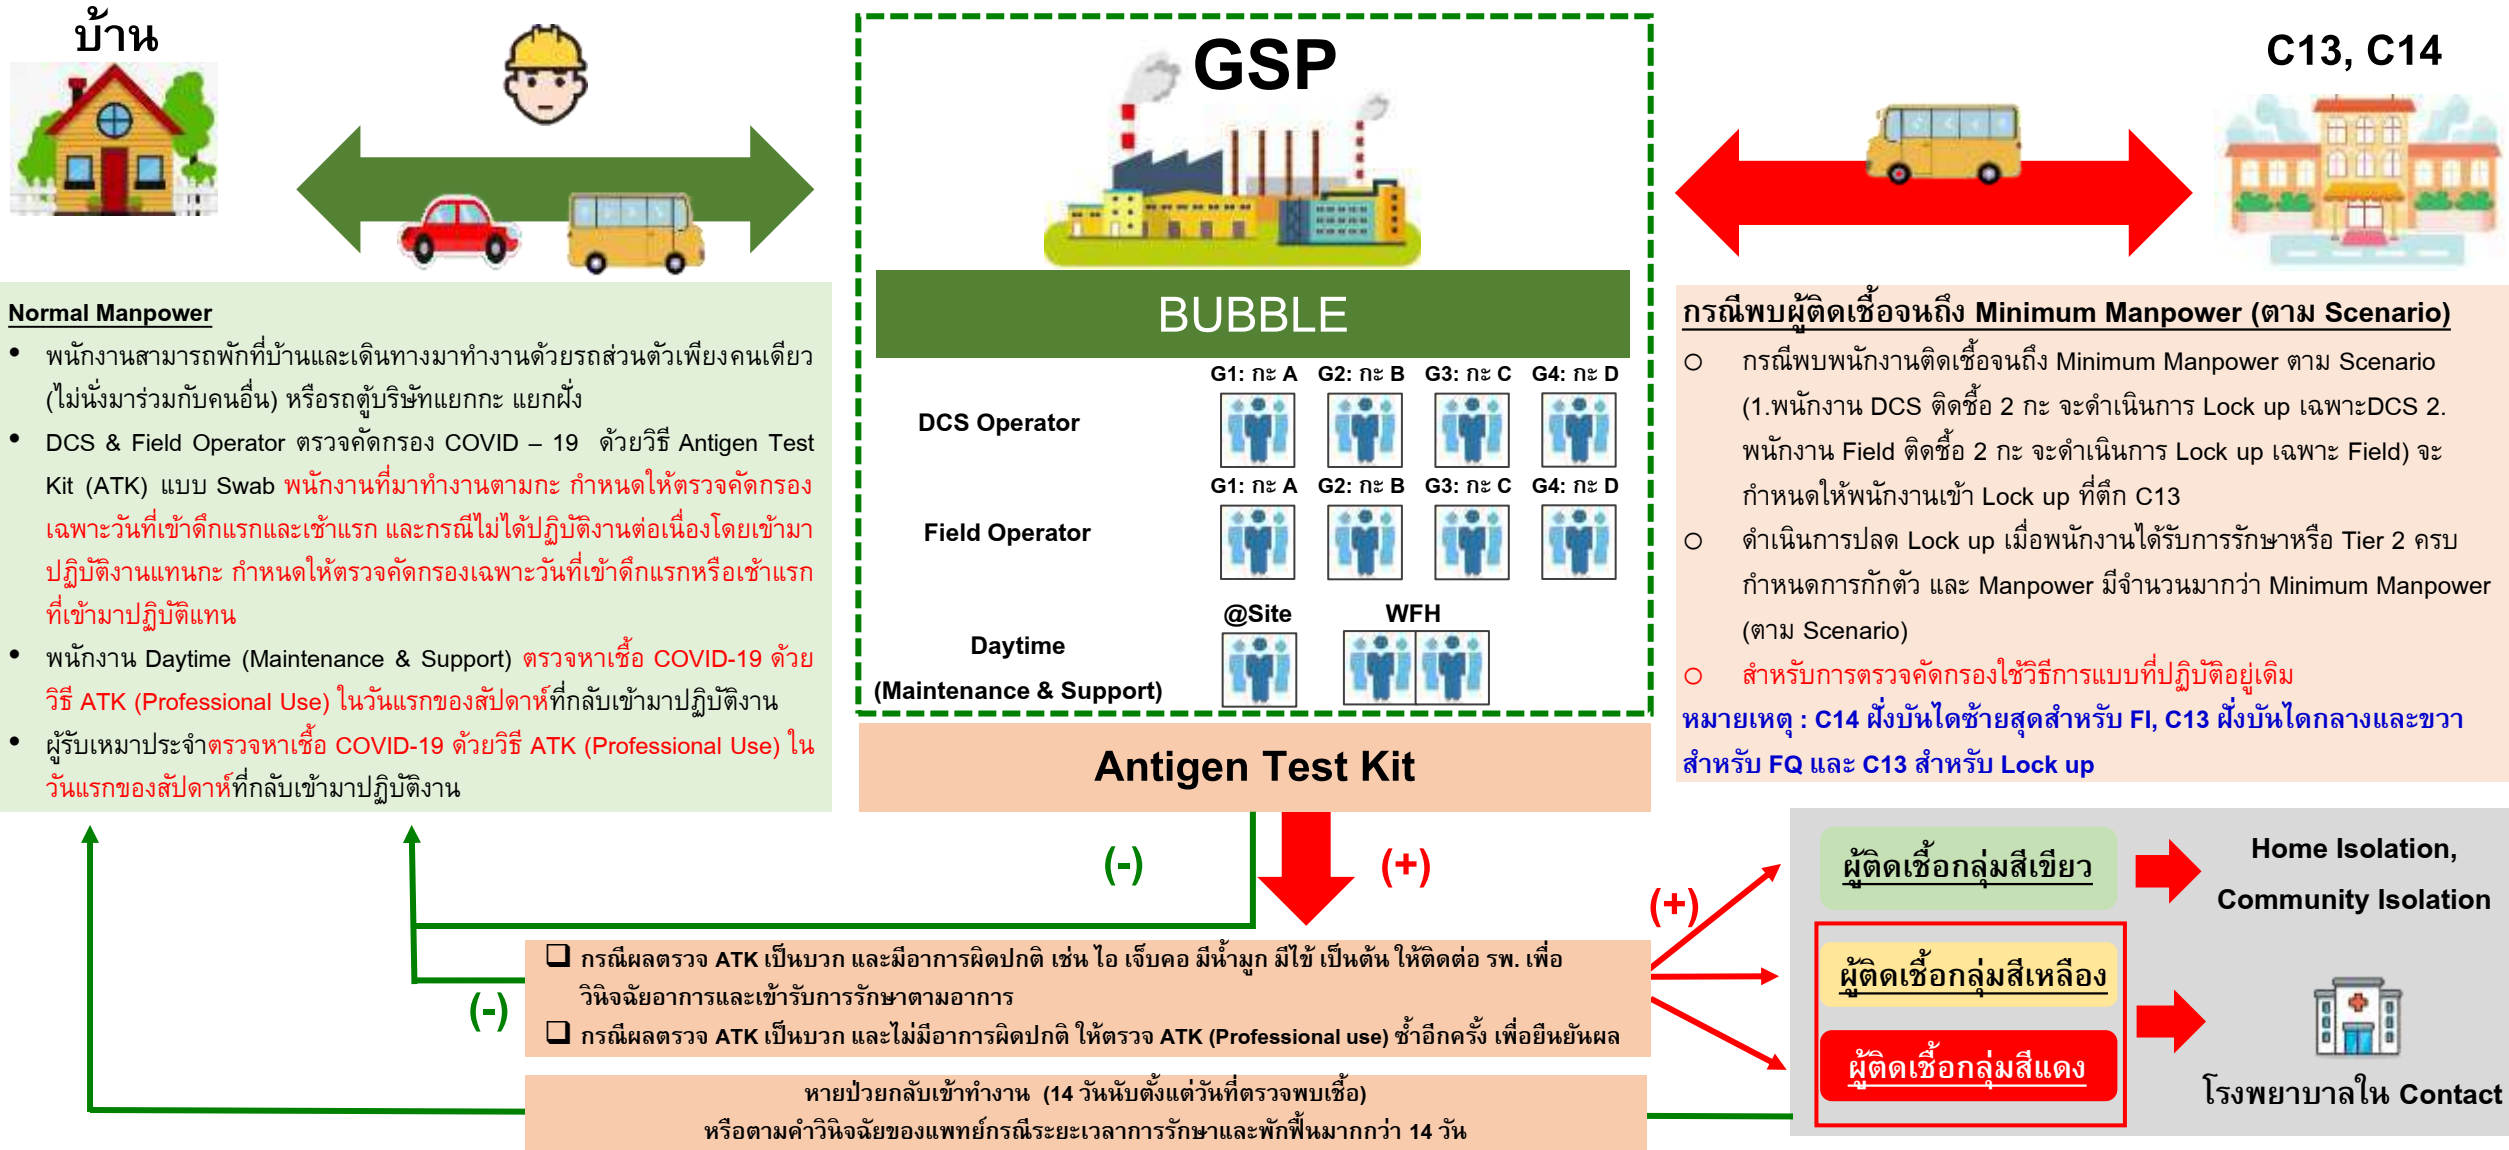 บ้าน
GSP
C13, C14
Normal Manpower
• พนักงานสามารถพักที่บ้านและเดินทางมาทำงานด้วยรถส่วนตัวเพียงคนเดียว
(ไม่นั่งมาร่วมกับคนอื่น) หรือรถตู้บริษัทแยกกะ แยกฝั่ง
• DCS & Field Operator ตรวจคัดกรอง COVID – 19 ด้วยวิธี Antigen Test
Kit (ATK) แบบ Swab พนักงานที่มาทำงานตามกะ กำหนดให้ตรวจคัดกรอง
เฉพาะวันที่เข้าดึกแรกและเช้าแรก และกรณีไม่ได้ปฏิบัติงานต่อเนื่องโดยเข้ามา
ปฏิบัติงานแทนกะ กำหนดให้ตรวจคัดกรองเฉพาะวันที่เข้าดึกแรกหรือเช้าแรก
ที่เข้ามาปฏิบัติแทน
• พนักงาน Daytime (Maintenance & Support) ตรวจหาเชื้อ COVID-19 ด้วย
วิธี ATK (Professional Use) ในวันแรกของสัปดาห์ที่กลับเข้ามาปฏิบัติงาน
• ผู้รับเหมาประจำตรวจหาเชื้อ COVID-19 ด้วยวิธี ATK (Professional Use) ใน
วันแรกของสัปดาห์ที่กลับเข้ามาปฏิบัติงาน
BUBBLE
G1: กะ A G2: กะ B G3: กะ C G4: กะ D
DCS Operator
G1: กะ A G2: กะ B G3: กะ C G4: กะ D
Field Operator
@Site WFH
Daytime
(Maintenance & Support)
Antigen Test Kit
กรณีพบผู้ติดเชื้อจนถึง Minimum Manpower (ตาม Scenario)
o กรณีพบพนักงานติดเชื้อจนถึง Minimum Manpower ตาม Scenario
(1.พนักงาน DCS ติดชื้อ 2 กะ จะดำเนินการ Lock up เฉพาะDCS 2.
พนักงาน Field ติดชื้อ 2 กะ จะดำเนินการ Lock up เฉพาะ Field) จะ
กำหนดให้พนักงานเข้า Lock up ที่ตึก C13
o ดำเนินการปลด Lock up เมื่อพนักงานได้รับการรักษาหรือ Tier 2 ครบ
กำหนดการกักตัว และ Manpower มีจำนวนมากว่า Minimum Manpower
(ตาม Scenario)
o สำหรับการตรวจคัดกรองใช้วิธีการแบบที่ปฏิบัติอยู่เดิม
หมายเหตุ : C14 ฝั่งบันไดซ้ายสุดสำหรับ FI, C13 ฝั่งบันไดกลางและขวา
สำหรับ FQ และ C13 สำหรับ Lock up
(-) (+)
(+)
(-)
❑ กรณีผลตรวจ ATK เป็นบวก และมีอาการผิดปกติ เช่น ไอ เจ็บคอ มีน้ำมูก มีไข้ เป็นต้น ให้ติดต่อ รพ. เพื่อ
วินิจฉัยอาการและเข้ารับการรักษาตามอาการ
❑ กรณีผลตรวจ ATK เป็นบวก และไม่มีอาการผิดปกติ ให้ตรวจ ATK (Professional use) ซ้ำอีกครั้ง เพื่อยืนยันผล
หายป่วยกลับเข้าทำงาน (14 วันนับตั้งแต่วันที่ตรวจพบเชื้อ)
หรือตามคำวินิจฉัยของแพทย์กรณีระยะเวลาการรักษาและพักฟื้นมากกว่า 14 วัน
ผู้ติดเชื้อกลุ่มสีเขียว
Home Isolation,
Community Isolation
ผู้ติดเชื้อกลุ่มสีเหลือง
ผู้ติดเชื้อกลุ่มสีแดง
โรงพยาบาลใน Contact